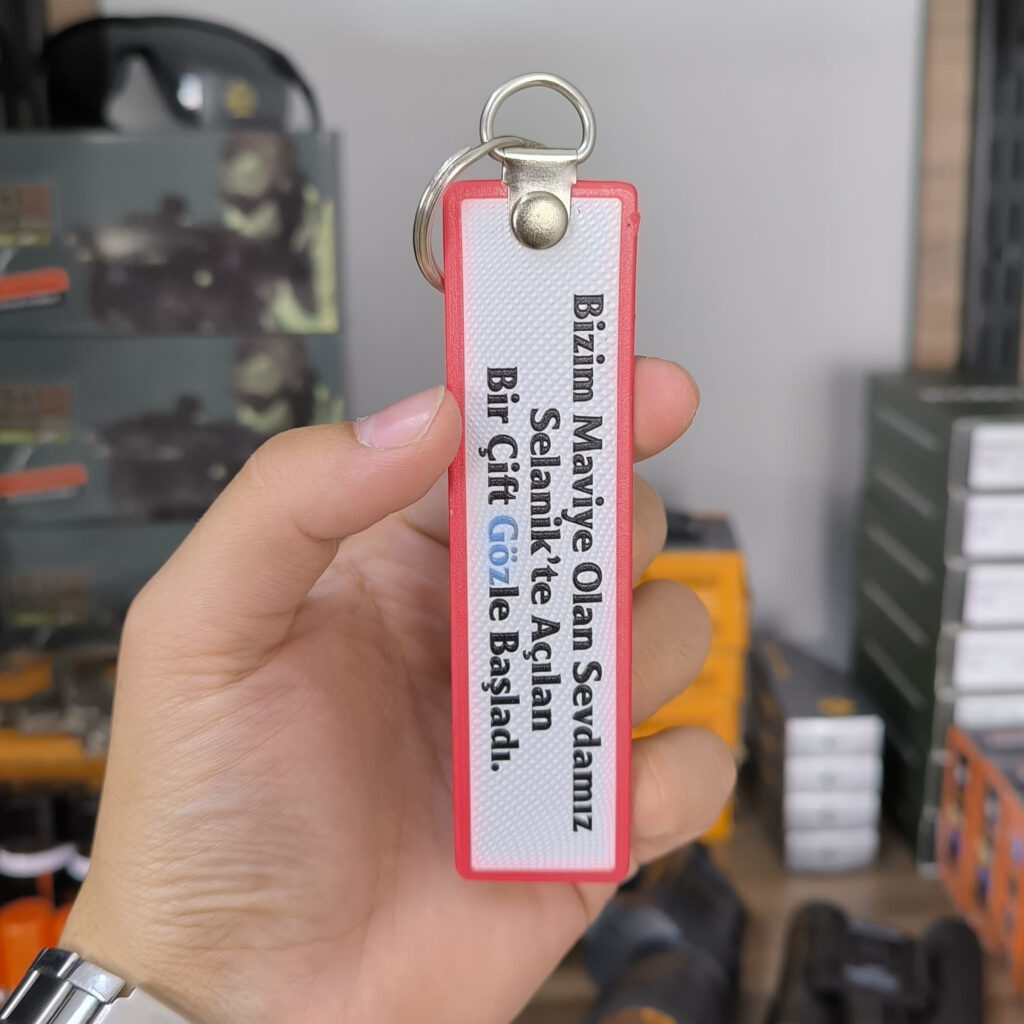 Bizim Maviye Olan Sevdamız
Selanik'te Açılan
Bir Çift Gözle Başladı.